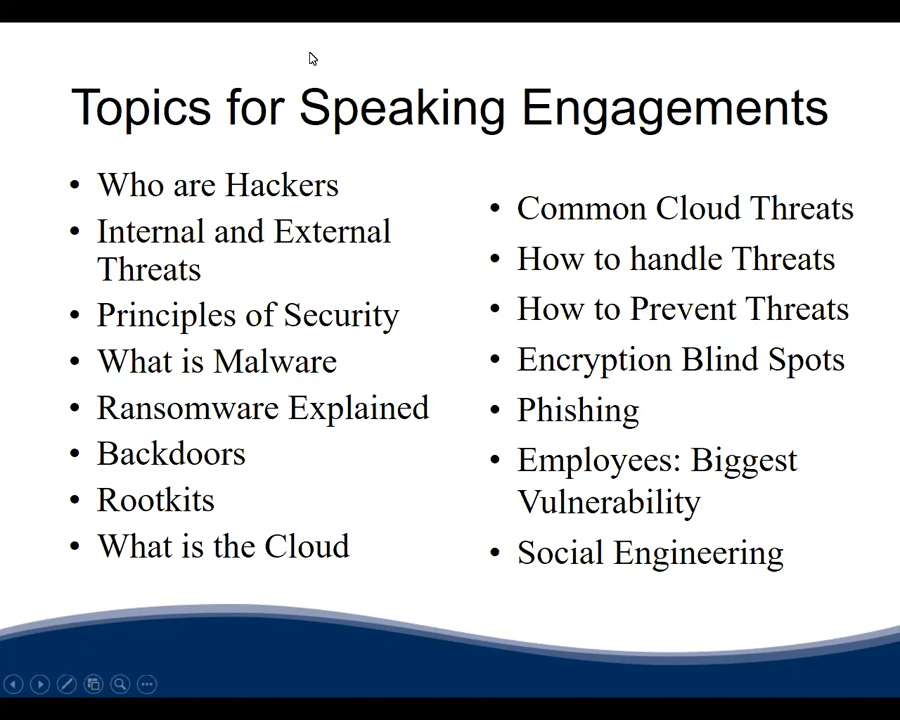 Topics for Speaking Engagements
• Who are Hackers
• Internal and External
Threats
• Principles of Security
• What is Malware
• Ransomware Explained
• Backdoors
• Rootkits
• What is the Cloud
• Common Cloud Threats
• How to handle Threats
• How to Prevent Threats
• Encryption Blind Spots
• Phishing
• Employees: Biggest
Vulnerability
• Social Engineering